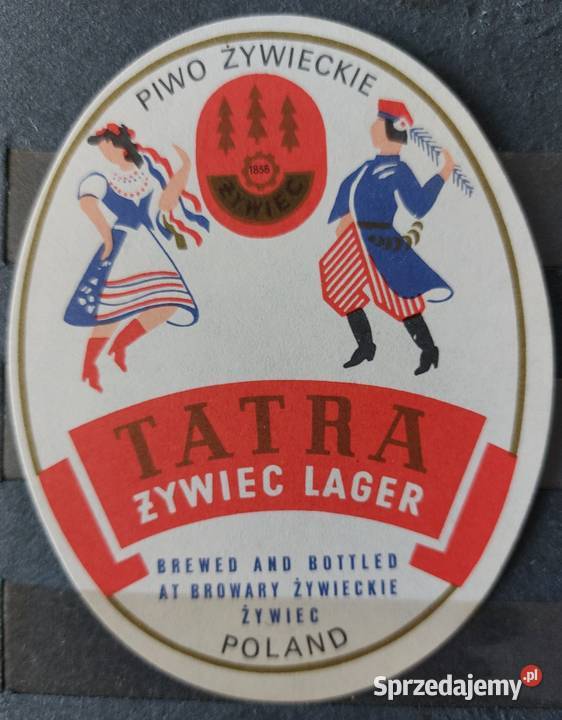 PIWO ŻYWIECKIE
1856
ŻYWIEC
TATRA
ŻYWIEC LAGER
BREWED AND BOTTLED
AT BROWARY ŻYWIECKIE
ŻYWIEC
POLAND
Sprzedajemy.pl